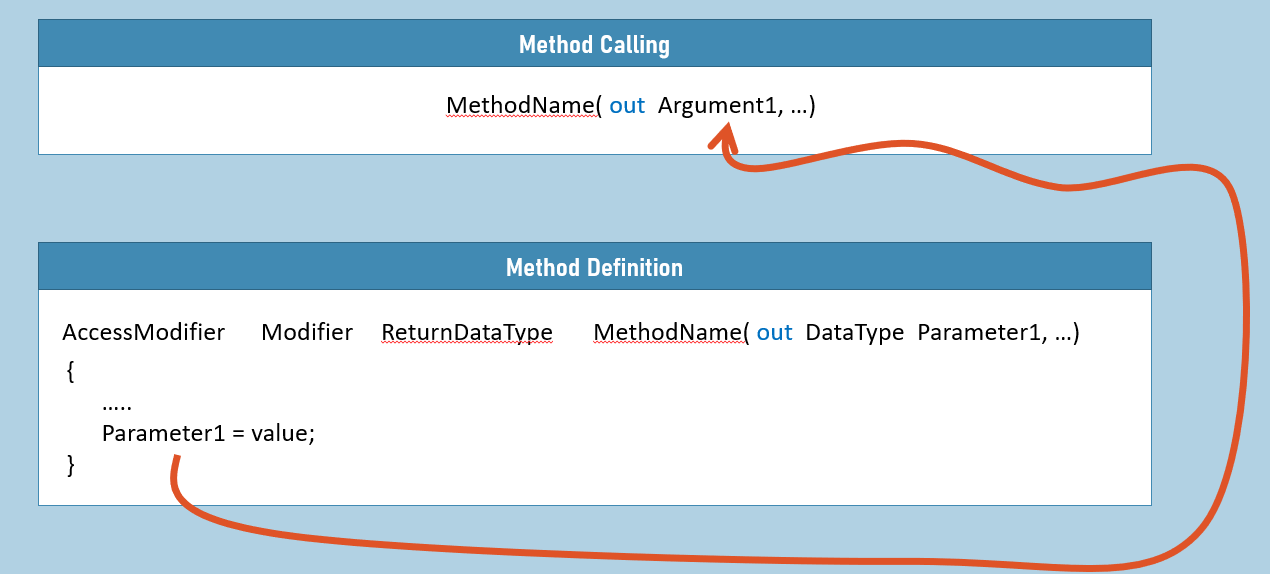 Method Calling
MethodName( out Argument1, ...)
Method Definition
AccessModifier Modifier ReturnDataType MethodName( out DataType Parameter1, ...)
{
.....
Parameter1 = value;
}